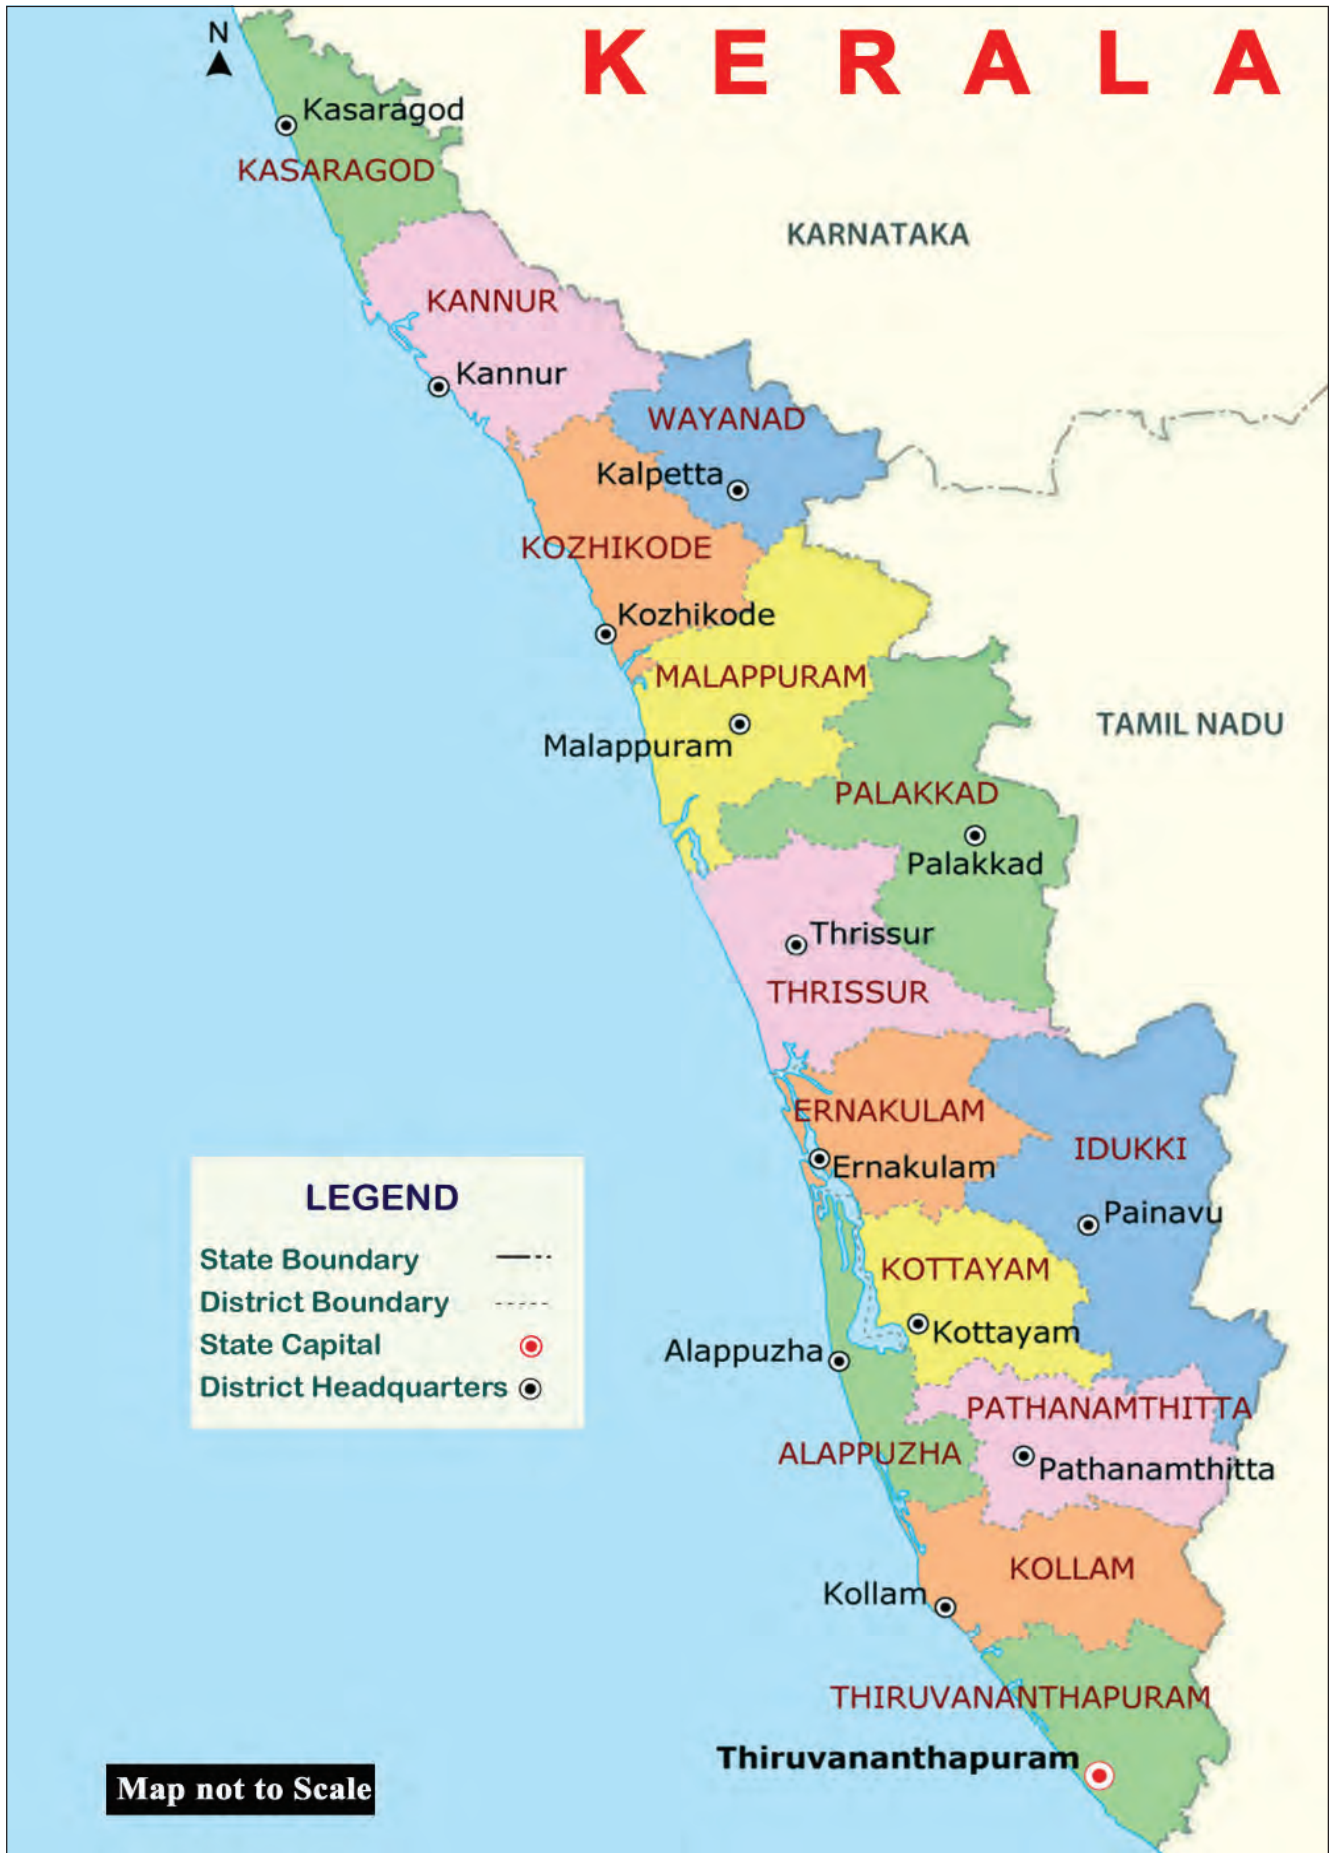 N
K E R A L A
Kasaragod
KASARAGOD
KARNATAKA
KANNUR
Kannur
WAYANAD
Kalpetta
KOZHIKODE
Kozhikode
MALAPPURAM
TAMIL NADU
Malappuram
PALAKKAD
Palakkad
Thrissur
THRISSUR
ERNAKULAM
IDUKKI
Ernakulam
Painavu
KOTTAYAM
Kottayam
Alappuzha
PATHANAMTHITTA
ALAPPUZHA
Pathanamthitta
KOLLAM
Kollam
THIRUVANANTHAPURAM
Thiruvananthapuram
LEGEND
State Boundary
District Boundary
State Capital
District Headquarters
Map not to Scale